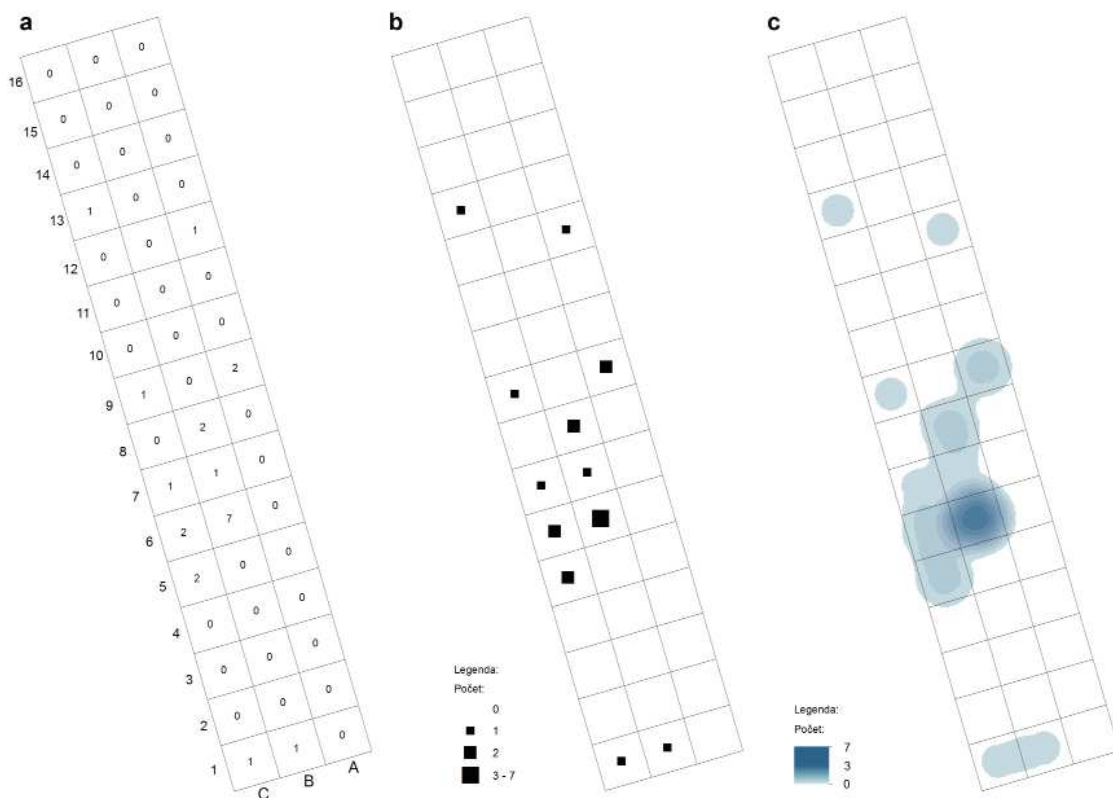 a
16 0 0 0
15 0 0 0
14 0 0 0
13 1 0 0
12 0 0 1
11 0 0 0
10 0 0 0
9 1 0 2
8 0 2 0
7 1 1 0
6 2 7 0
5 2 0 0
4 0 0 0
3 0 0 0
2 0 0 0
1 1 1 0
C B A
b
Legenda:
Počet:
0
1
2
3 - 7
c
Legenda:
Počet:
7
3
0